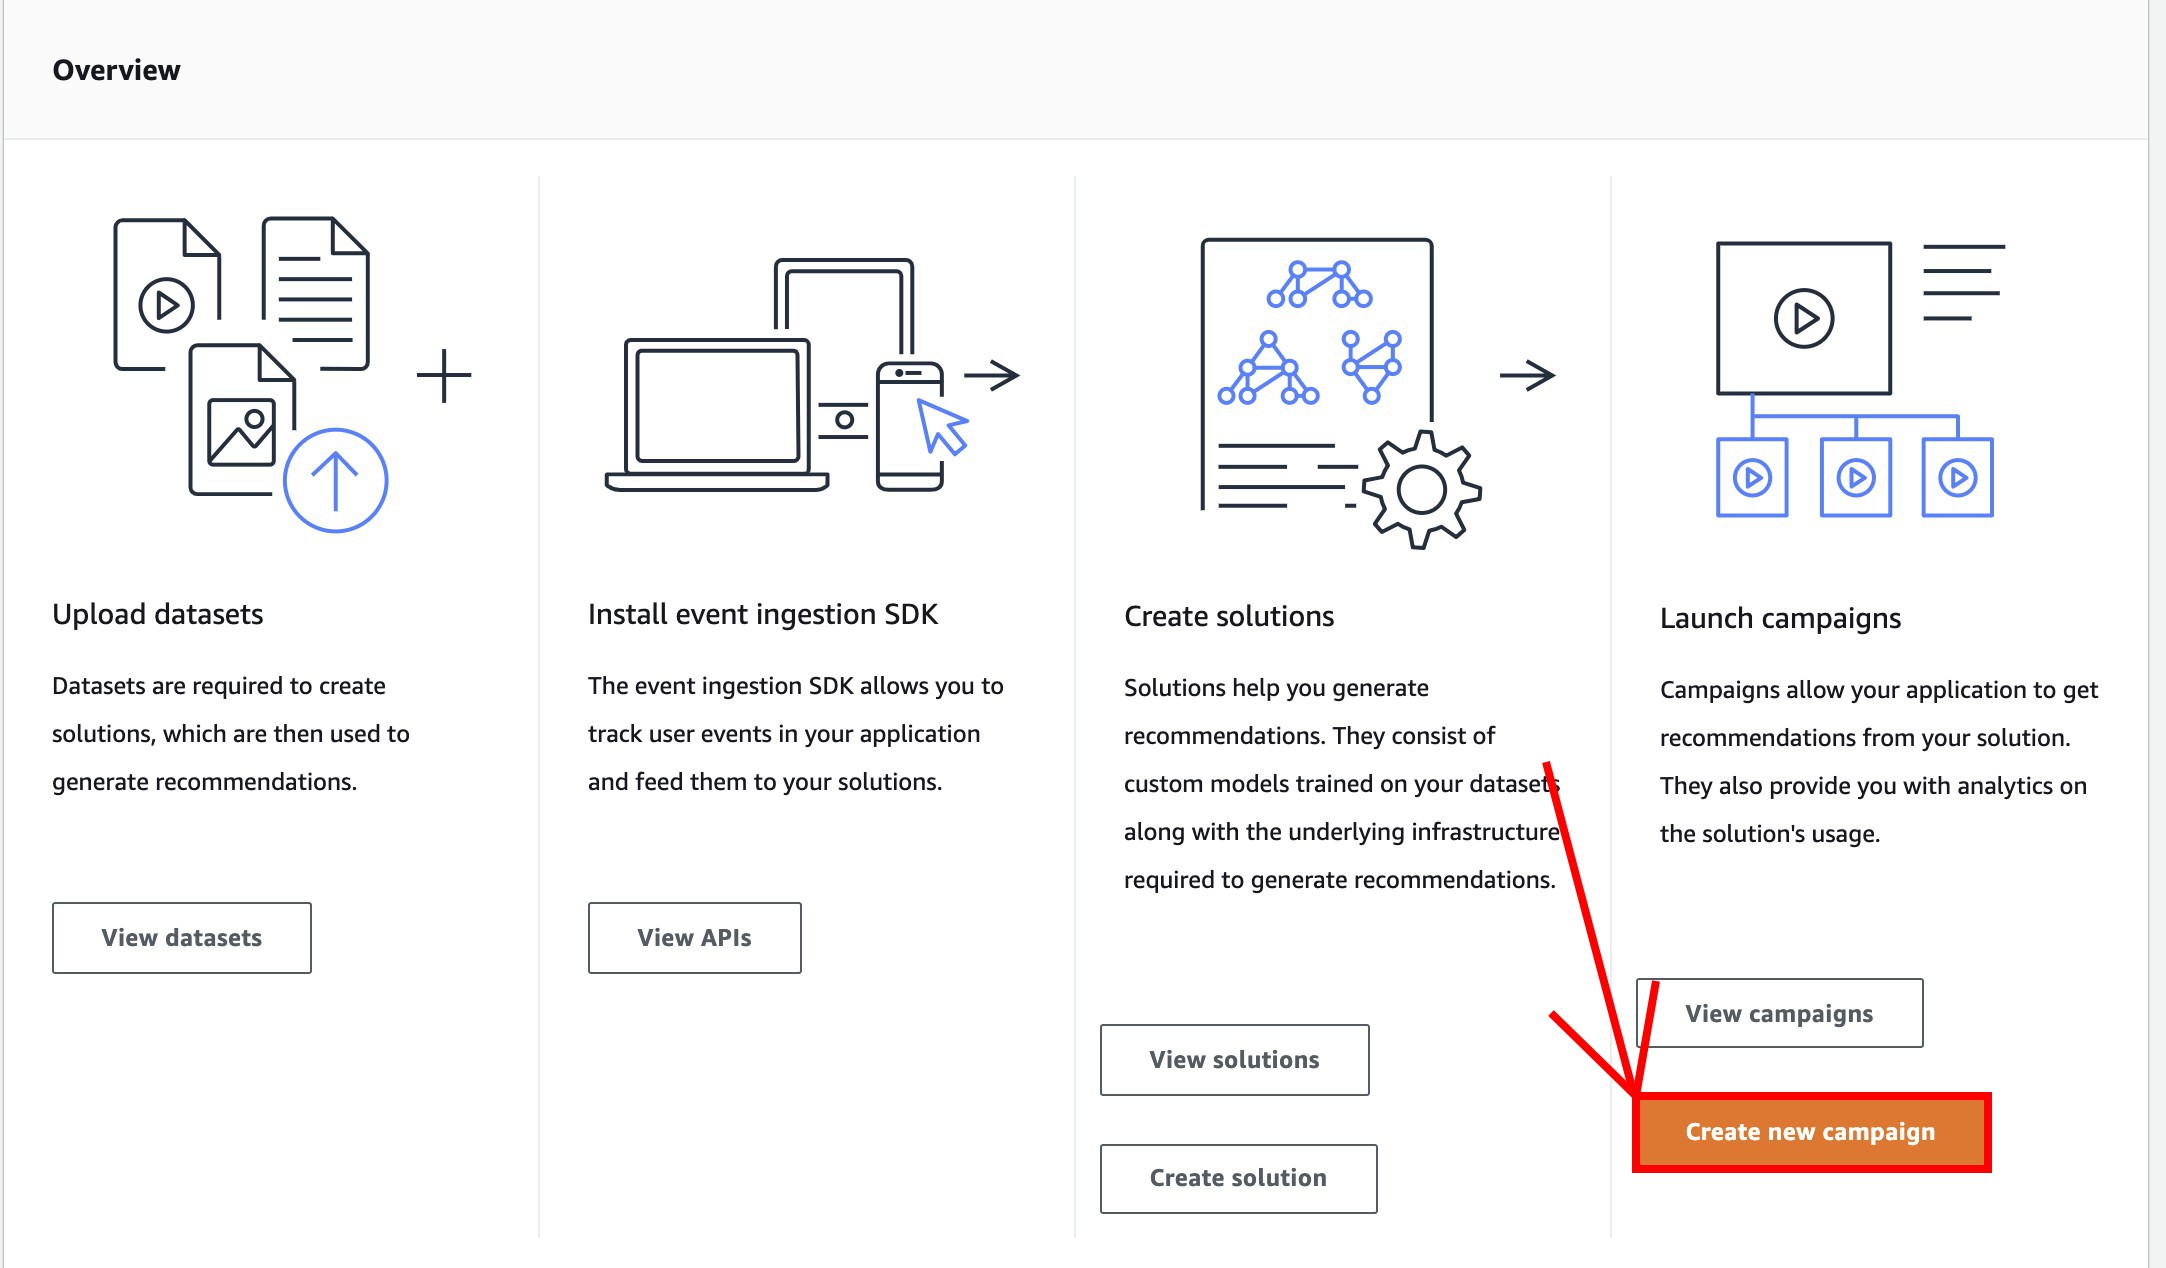 Overview
Upload datasets
Datasets are required to create
solutions, which are then used to
generate recommendations.
View datasets
Install event ingestion SDK
The event ingestion SDK allows you to
track user events in your application
and feed them to your solutions.
View APIs
Create solutions
Solutions help you generate
recommendations. They consist of
custom models trained on your datasets
along with the underlying infrastructure
required to generate recommendations.
View solutions
Create solution
Launch campaigns
Campaigns allow your application to get
recommendations from your solution.
They also provide you with analytics on
the solution's usage.
View campaigns
Create new campaign